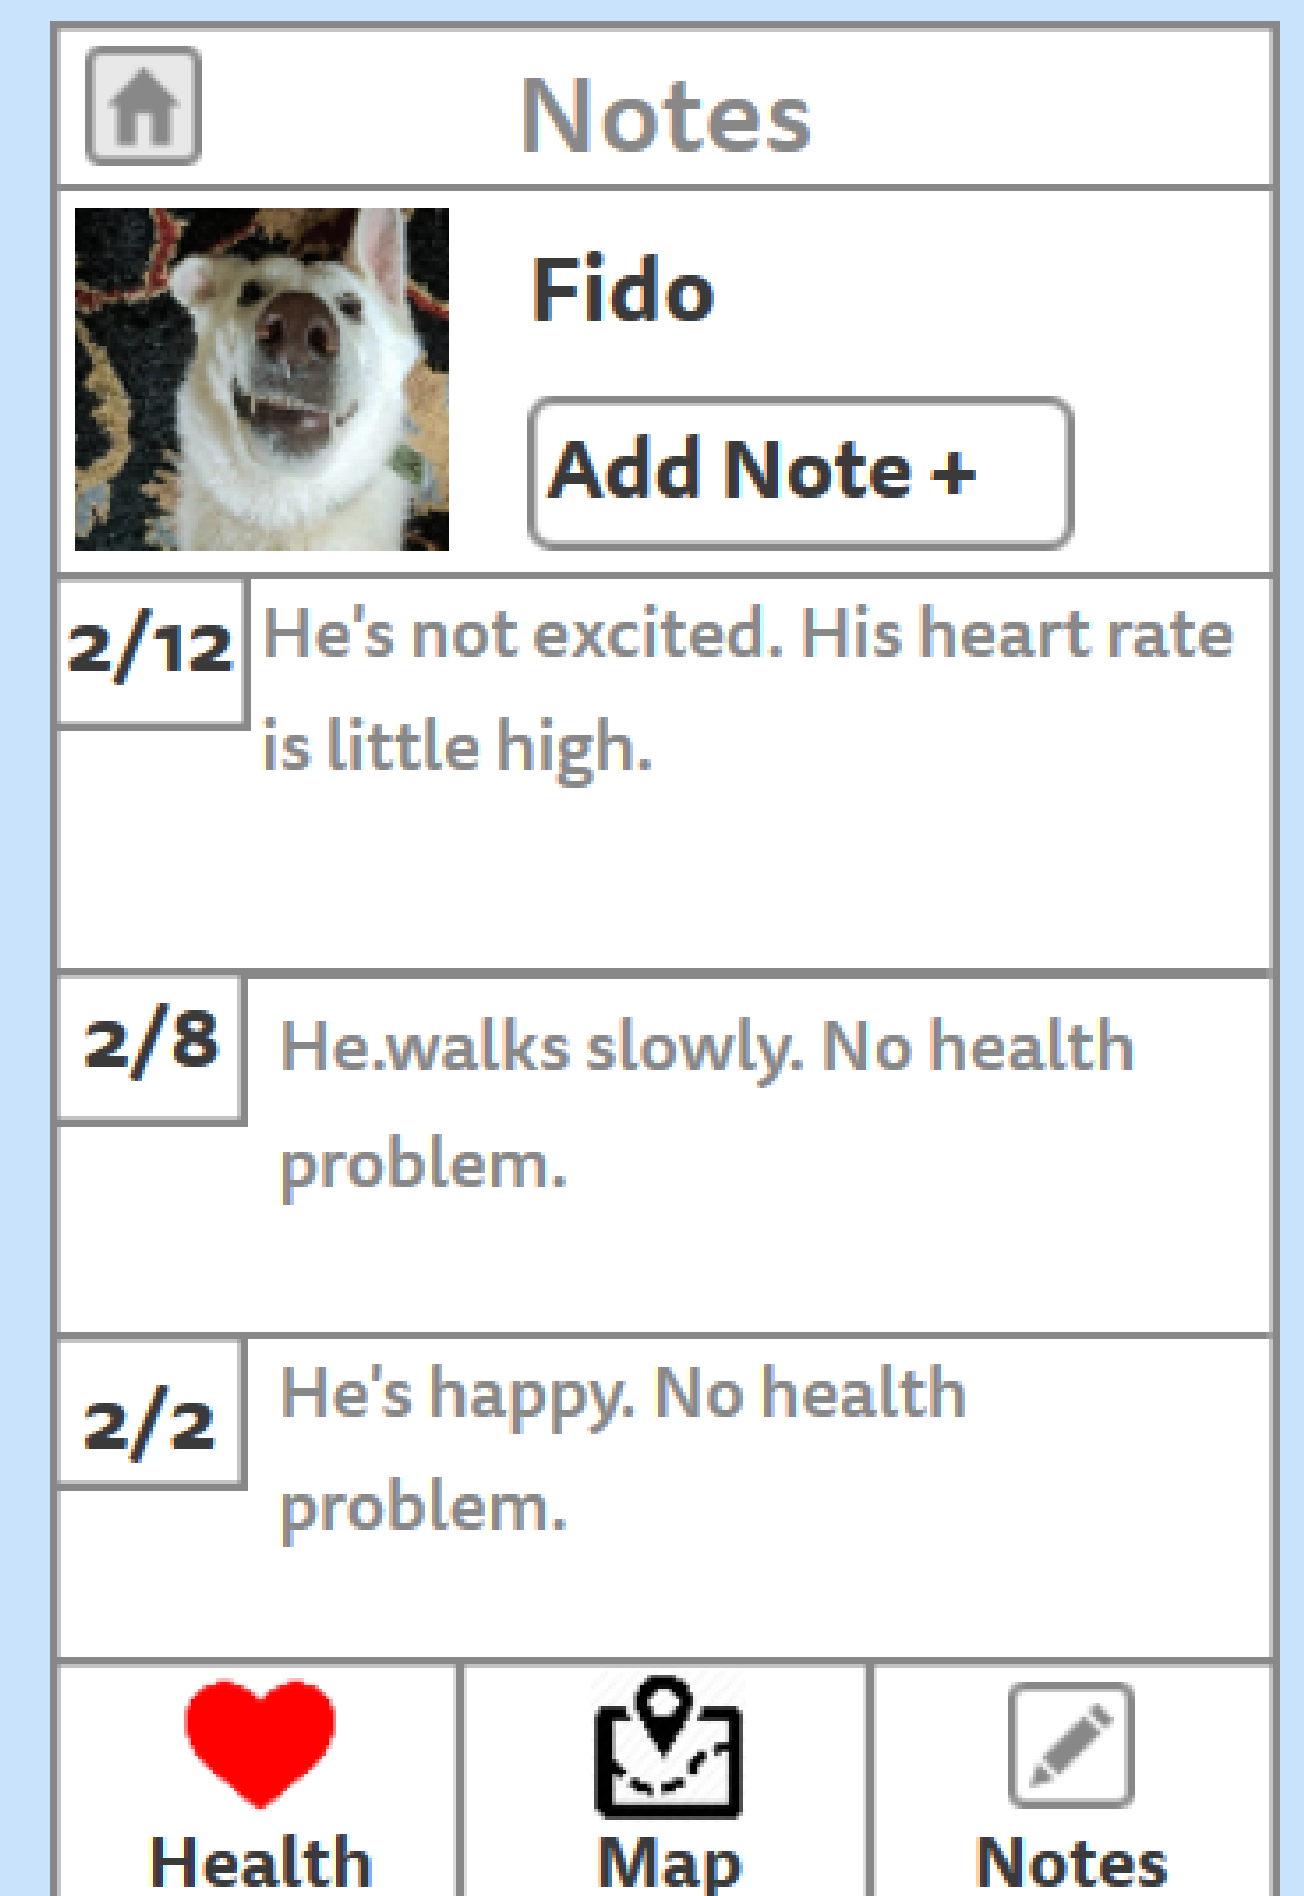 Notes
Fido
Add Note +
2/12
He's not excited. His heart rate
is little high.
2/8
He.walks slowly. No health
problem.
2/2
He's happy. No health
problem.
Health
Map
Notes